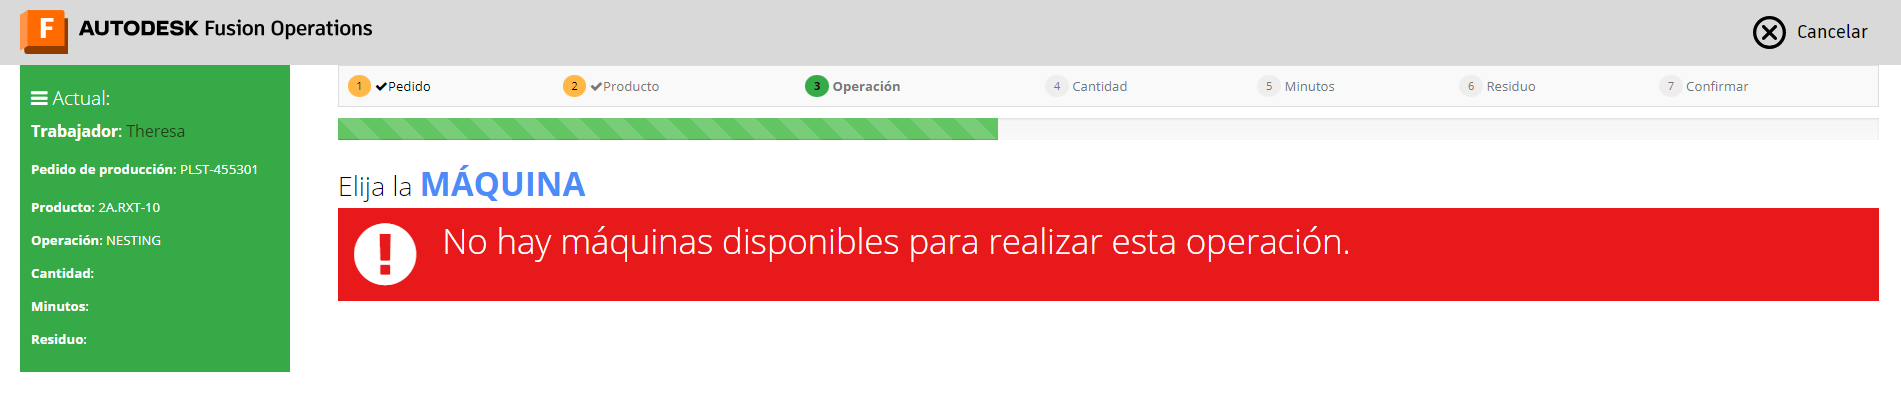 F AUTODESK Fusion Operations
Cancelar
Actual:
Trabajador: Theresa
Pedido de producción: PLST-455301
Producto: 2A.RXT-10
Operación: NESTING
Cantidad:
Minutos:
Residuo:
1 Pedido
2 Producto
3 Operación
4 Cantidad
5 Minutos
6 Residuo
7 Confirmar
Elija la MÁQUINA
No hay máquinas disponibles para realizar esta operación.